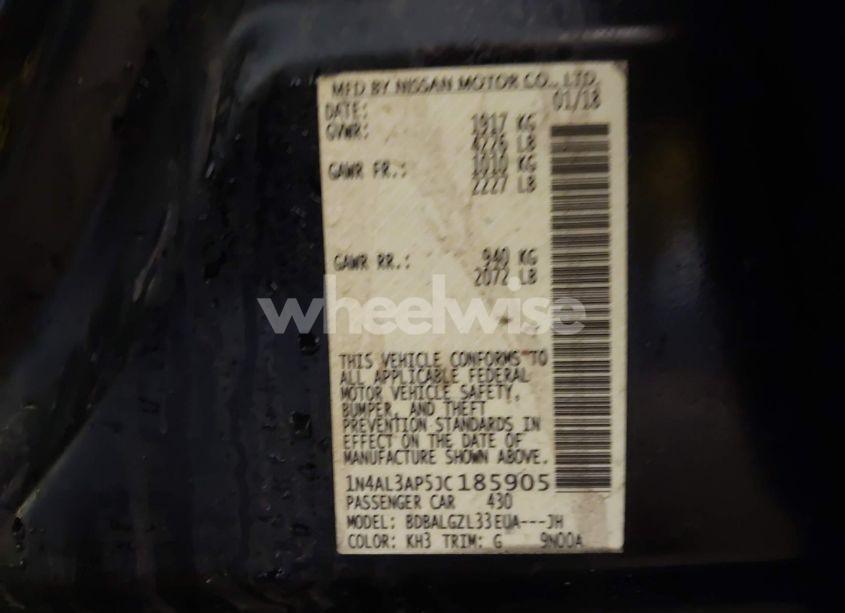 MFD BY NISSAN MOTOR CO., LTD.
DATE: 01/18
GVWR: 1917 KG
4226 LB
GAWR FR.: 1010 KG
2227 LB
GAWR RR.: 940 KG
2072 LB
wheelwise
THIS VEHICLE CONFORMS TO
ALL APPLICABLE FEDERAL
MOTOR VEHICLE SAFETY,
BUMPER, AND THEFT
PREVENTION STANDARDS IN
EFFECT ON THE DATE OF
MANUFACTURE SHOWN ABOVE.
1N4AL3AP5JC185905
PASSENGER CAR 430
MODEL: BDBALGZL33EUA---JH
COLOR: KH3 TRIM: G 9N00A